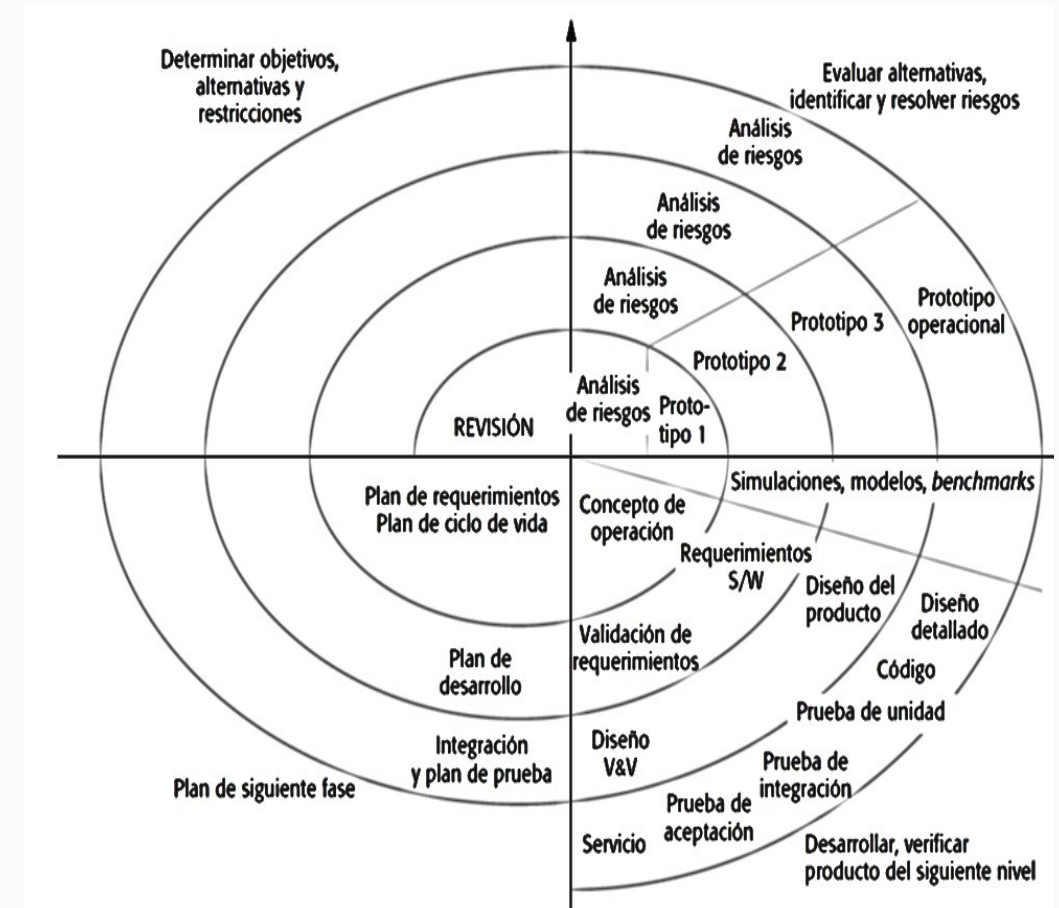 Determinar objetivos,
alternativas y
restricciones
Evaluar alternativas,
identificar y resolver riesgos
Análisis
de riesgos
Análisis
de riesgos
Análisis
de riesgos
Análisis
de riesgos
Prototipo
operacional
Prototipo 3
Prototipo 2
Proto-
tipo 1
REVISIÓN
Plan de requerimientos
Plan de ciclo de vida
Concepto de
operación
Simulaciones, modelos, benchmarks
Requerimientos
S/W
Diseño del
producto
Diseño
detallado
Plan de
desarrollo
Validación de
requerimientos
Código
Prueba de unidad
Integración
y plan de prueba
Diseño
V&V
Prueba de
integración
Plan de siguiente fase
Prueba de
aceptación
Servicio
Desarrollar, verificar
producto del siguiente nivel